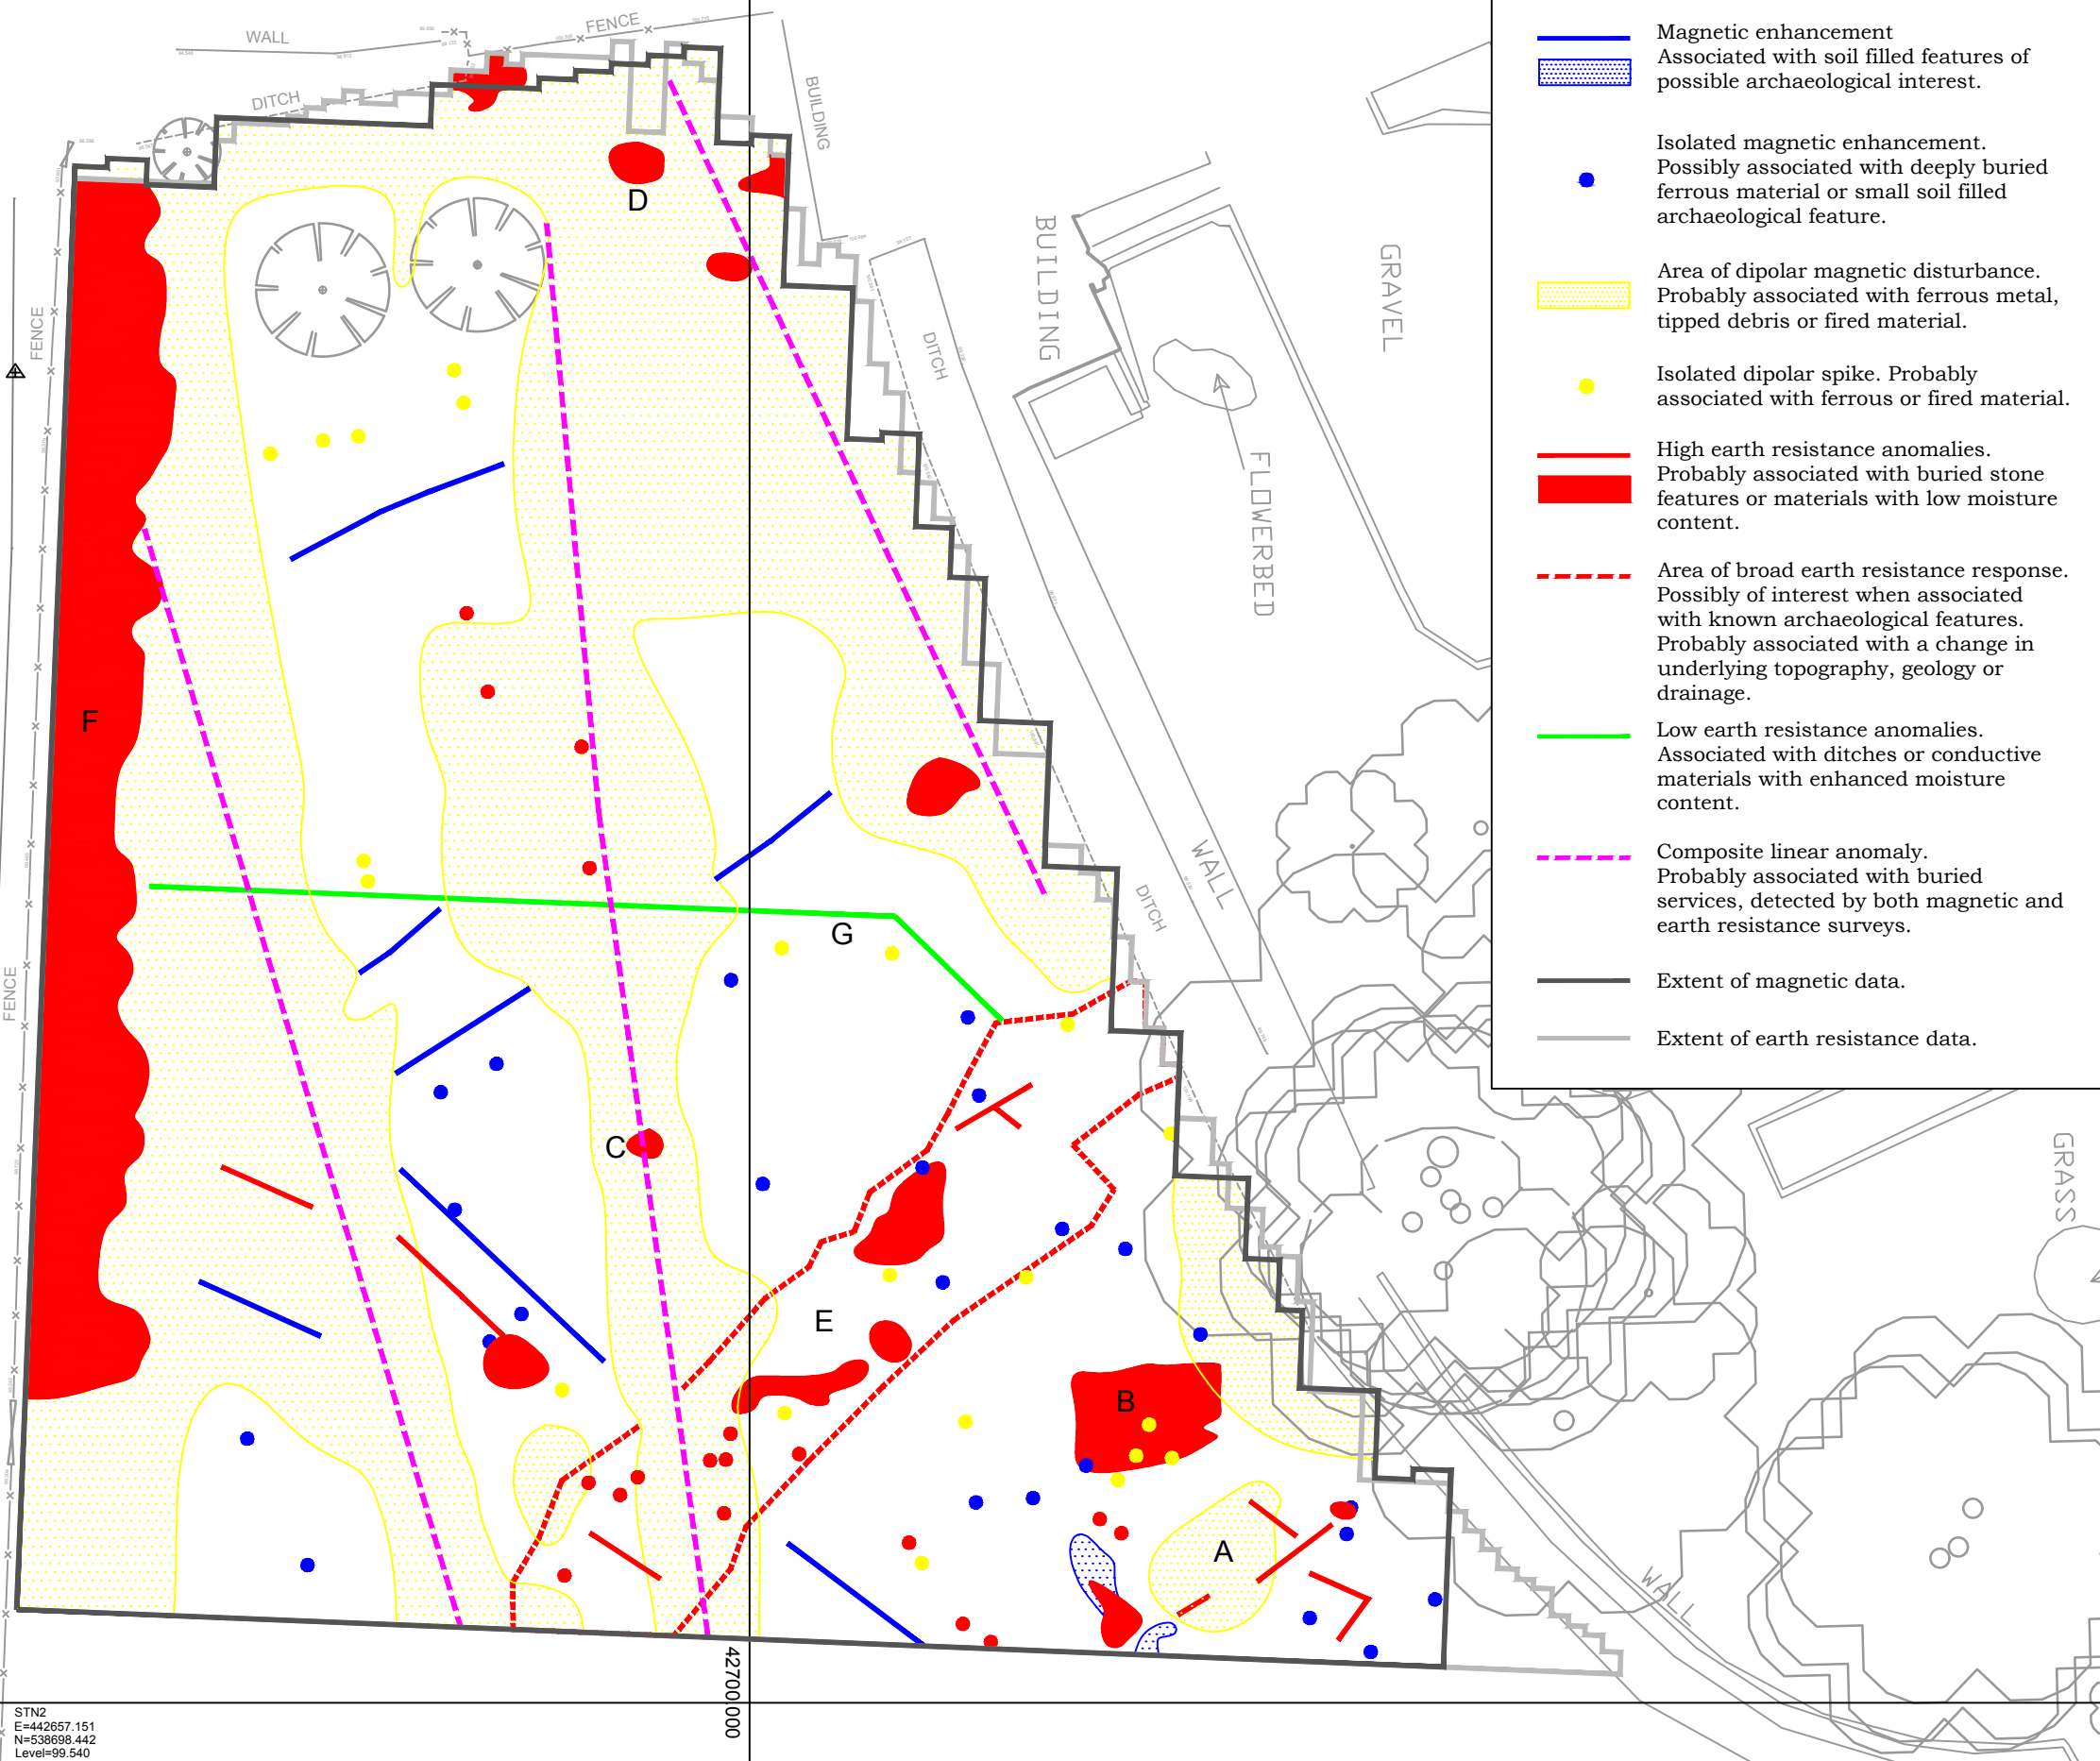 WALL
FENCE
DITCH
BUILDING
D
FENCE
F
DITCH
BUILDING
GRAVEL
FLOWERBED
WALL
DITCH
G
FENCE
C
E
B
A
GRASS
WALL
42700.000
STN2
E=442657.151
N=538698.442
Level=99.540
Magnetic enhancement
Associated with soil filled features of
possible archaeological interest.
Isolated magnetic enhancement.
Possibly associated with deeply buried
ferrous material or small soil filled
archaeological feature.
Area of dipolar magnetic disturbance.
Probably associated with ferrous metal,
tipped debris or fired material.
Isolated dipolar spike. Probably
associated with ferrous or fired material.
High earth resistance anomalies.
Probably associated with buried stone
features or materials with low moisture
content.
Area of broad earth resistance response.
Possibly of interest when associated
with known archaeological features.
Probably associated with a change in
underlying topography, geology or
drainage.
Low earth resistance anomalies.
Associated with ditches or conductive
materials with enhanced moisture
content.
Composite linear anomaly.
Probably associated with buried
services, detected by both magnetic and
earth resistance surveys.
Extent of magnetic data.
Extent of earth resistance data.